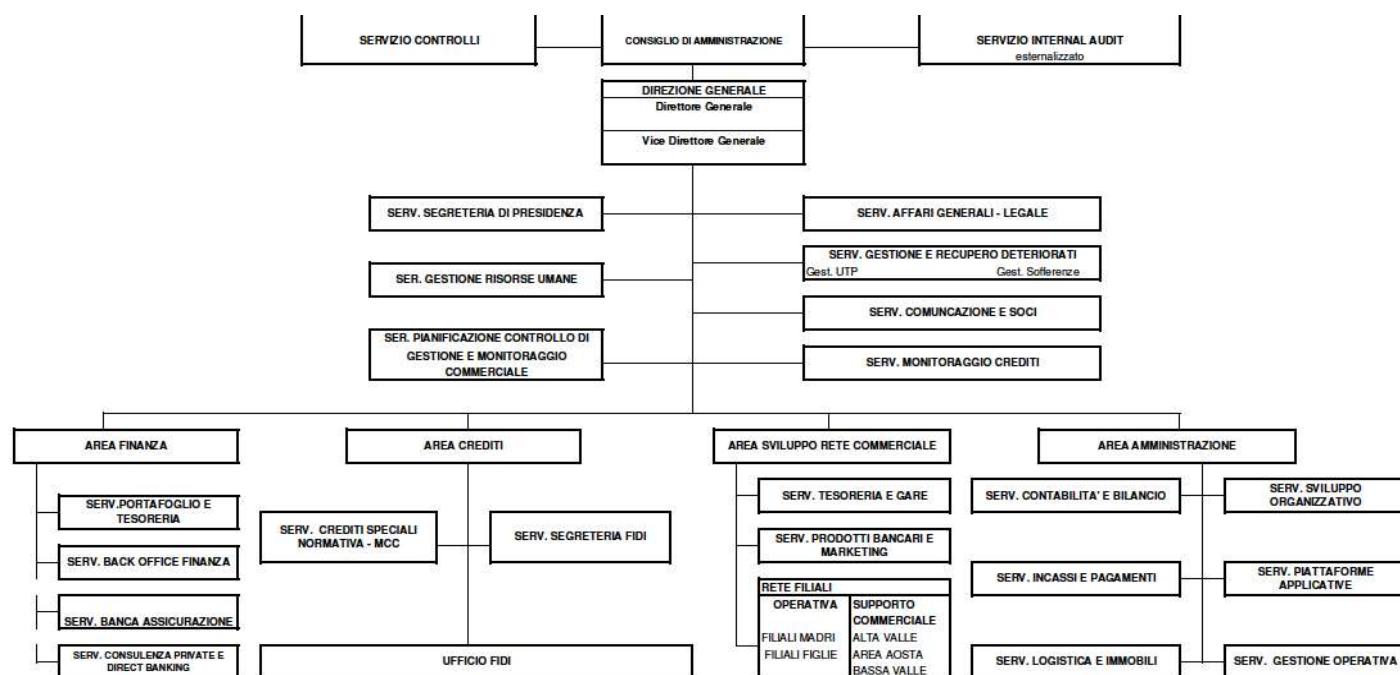 SERVIZIO CONTROLLI
CONSIGLIO DI AMMINISTRAZIONE
SERVIZIO INTERNAL AUDIT
esternalizzato
DIREZIONE GENERALE
Direttore Generale
Vice Direttore Generale
SERV. SEGRETERIA DI PRESIDENZA
SERV. AFFARI GENERALI - LEGALE
SERV. GESTIONE E RECUPERO DETERIORATI
Gest. UTP
Gest. Sofferenze
SER. GESTIONE RISORSE UMANE
SERV. COMUNCAZIONE E SOCI
SER. PIANIFICAZIONE CONTROLLO DI
GESTIONE E MONITORAGGIO
COMMERCIALE
SERV. MONITORAGGIO CREDITI
AREA FINANZA
AREA CREDITI
AREA SVILUPPO RETE COMMERCIALE
AREA AMMINISTRAZIONE
SERV.PORTAFOGLIO E
TESORERIA
SERV. BACK OFFICE FINANZA
SERV. BANCA ASSICURAZIONE
SERV. CONSULENZA PRIVATE E
DIRECT BANKING
SERV. CREDITI SPECIALI
NORMATIVA - MCC
SERV. SEGRETERIA FIDI
UFFICIO FIDI
SERV. TESORERIA E GARE
SERV. PRODOTTI BANCARI E
MARKETING
RETE FILIALI
OPERATIVA
FILIALI MADRI
FILIALI FIGLIE
SUPPORTO
COMMERCIALE
ALTA VALLE
AREA AOSTA
BASSA VALLE
SERV. CONTABILITA' E BILANCIO
SERV. SVILUPPO
ORGANIZZATIVO
SERV. INCASSI E PAGAMENTI
SERV. PIATTAFORME
APPLICATIVE
SERV. LOGISTICA E IMMOBILI
SERV. GESTIONE OPERATIVA